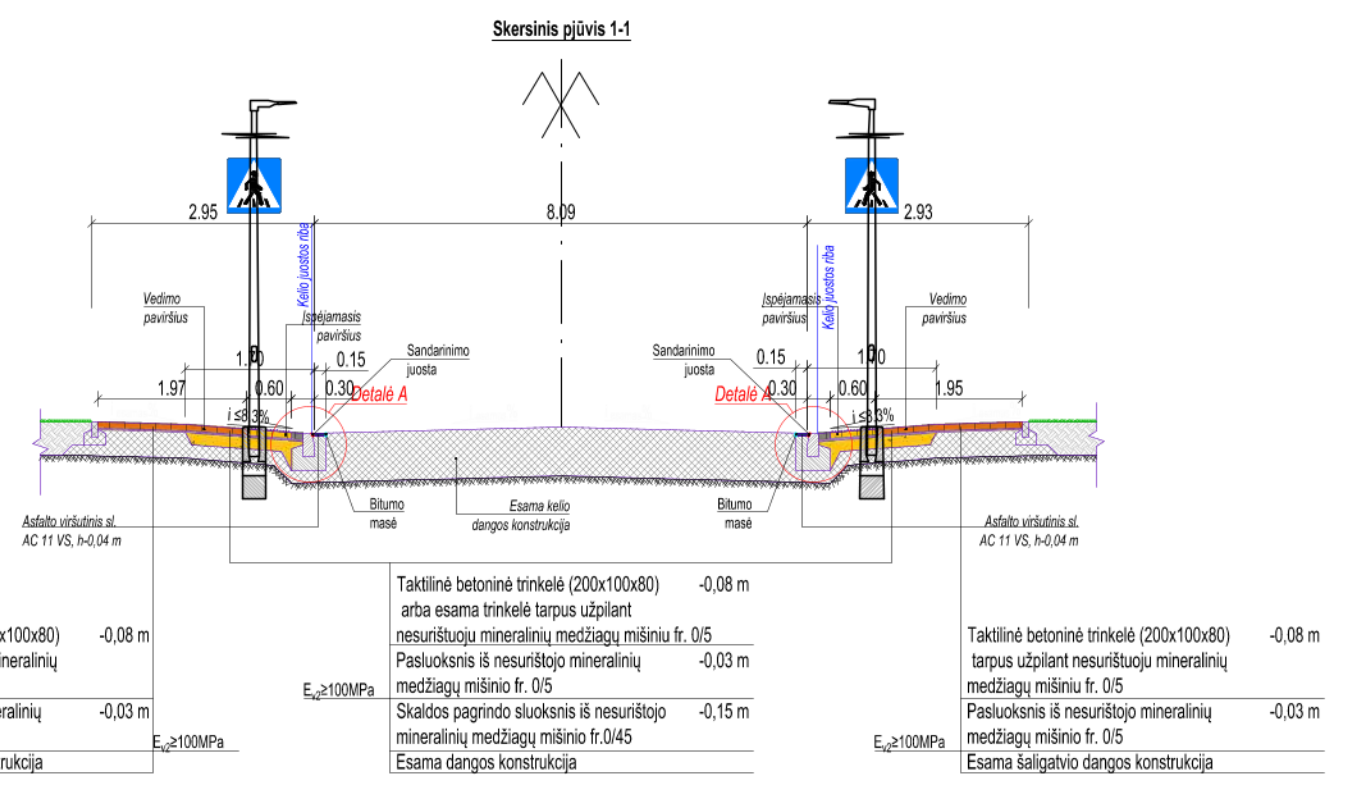 Skersinis pjūvis 1-1
2.95
8.09
2.93
Kelio juostos riba
Kelio juostos riba
Vedimo
paviršius
Įspėjamasis
paviršius
Įspėjamasis
paviršius
Vedimo
paviršius
Sandarinimo
juosta
Sandarinimo
juosta
0.15
0.15
1.97
0.60
0.30
Detalė A
Detalė A
0.30
0.60
1.95
i ≤8.3%
i ≤8.3%
Bitumo
masė
Esama kelio
dangos konstrukcija
Bitumo
masė
Asfalto viršutinis sl.
AC 11 VS, h-0,04 m
Asfalto viršutinis sl.
AC 11 VS, h-0,04 m
Taktilinė betoninė trinkelė (200x100x80) -0,08 m
arba esama trinkelė tarpus užpilant
nesurištuoju mineralinių medžiagų mišiniu fr. 0/5
Pasluoksnis iš nesurištojo mineralinių -0,03 m
medžiagų mišinio fr. 0/5
Ev2≥100MPa
Skaldos pagrindo sluoksnis iš nesurištojo -0,15 m
mineralinių medžiagų mišinio fr.0/45
Esama dangos konstrukcija
x100x80) -0,08 m
-0,03 m
Ev2≥100MPa
Taktilinė betoninė trinkelė (200x100x80) -0,08 m
tarpus užpilant nesurištuoju mineralinių
medžiagų mišiniu fr. 0/5
Pasluoksnis iš nesurištojo mineralinių -0,03 m
medžiagų mišinio fr. 0/5
Ev2≥100MPa
Esama šaligatvio dangos konstrukcija